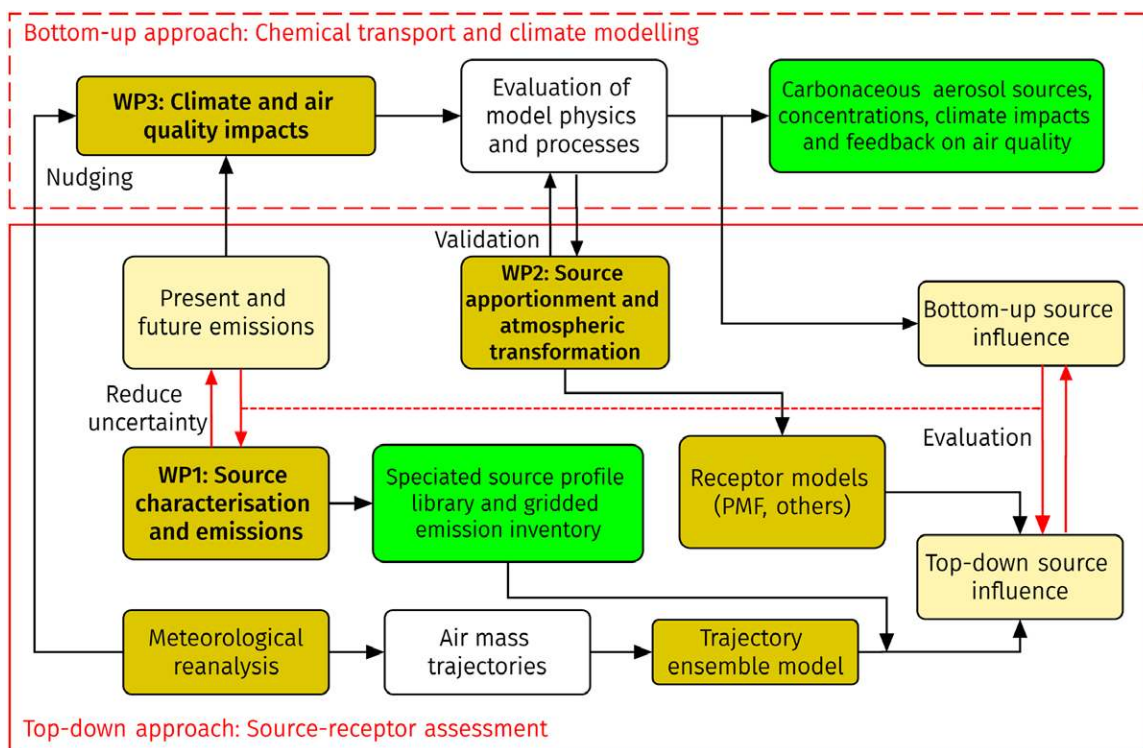 Bottom-up approach: Chemical transport and climate modelling
WP3: Climate and air
quality impacts
Evaluation of
model physics
and processes
Carbonaceous aerosol sources,
concentrations, climate impacts
and feedback on air quality
Nudging
Validation
Present and
future emissions
WP2: Source
apportionment and
atmospheric
transformation
Bottom-up source
influence
Reduce
uncertainty
Evaluation
WP1: Source
characterisation
and emissions
Speciated source profile
library and gridded
emission inventory
Receptor models
(PMF, others)
Top-down source
influence
Meteorological
reanalysis
Air mass
trajectories
Trajectory
ensemble model
Top-down approach: Source-receptor assessment